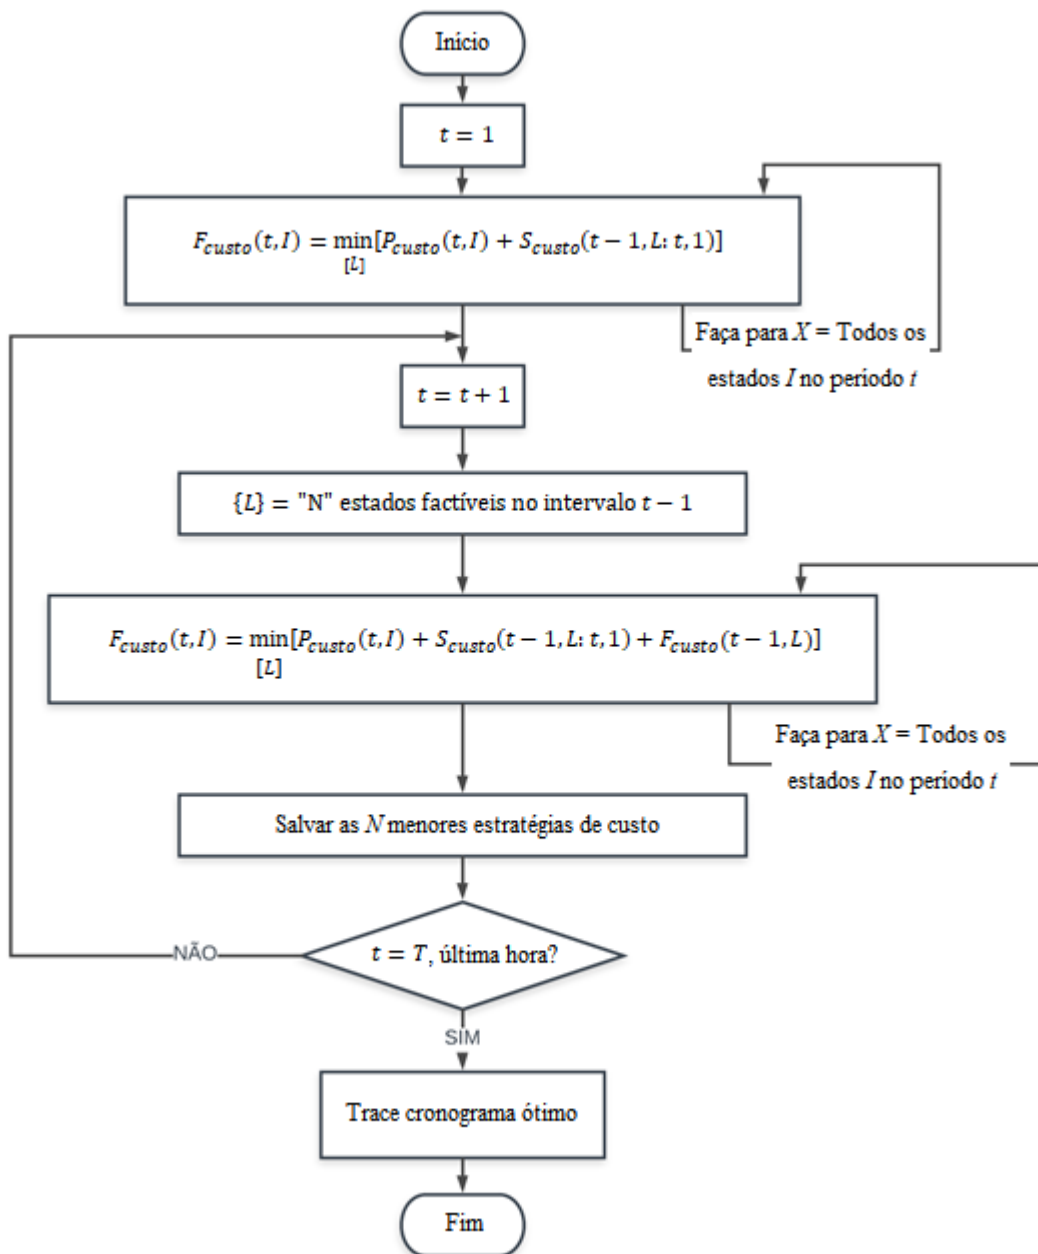 Início
t = 1
F_custo(t,I) = min[P_custo(t,I) + S_custo(t−1,L: t,1)]
[L]
Faça para X = Todos os
estados I no período t
t = t + 1
{L} = "N" estados factíveis no intervalo t − 1
F_custo(t,I) = min[P_custo(t,I) + S_custo(t−1,L: t,1) + F_custo(t−1,L)]
[L]
Faça para X = Todos os
estados I no período t
Salvar as N menores estratégias de custo
t = T, última hora?
NÃO
SIM
Trace cronograma ótimo
Fim